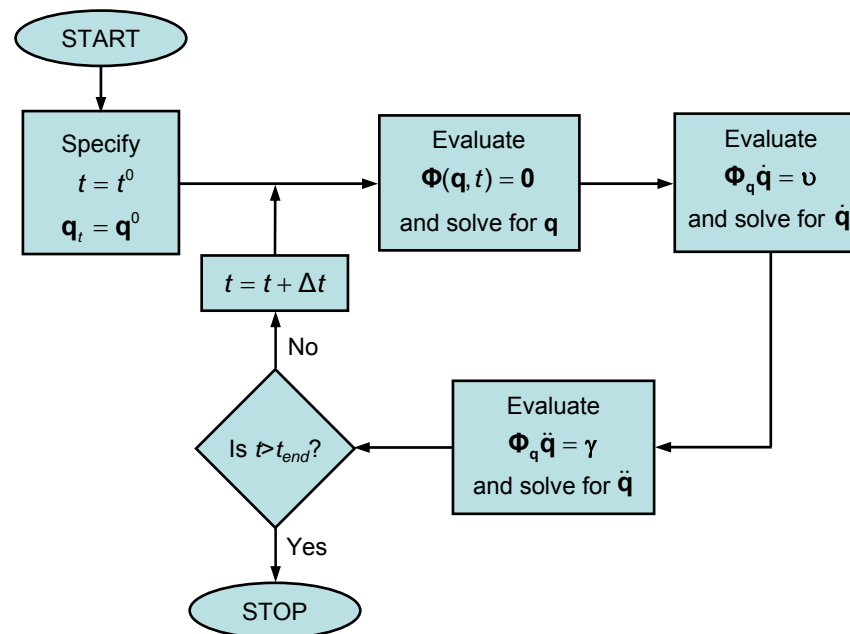 START
Specify
t = t⁰
q_t = q⁰
Evaluate
Φ(q, t) = 0
and solve for q
Evaluate
Φ_q q̇ = υ
and solve for q̇
t = t + Δt
No
Is t>t_end?
Evaluate
Φ_q q̈ = γ
and solve for q̈
Yes
STOP